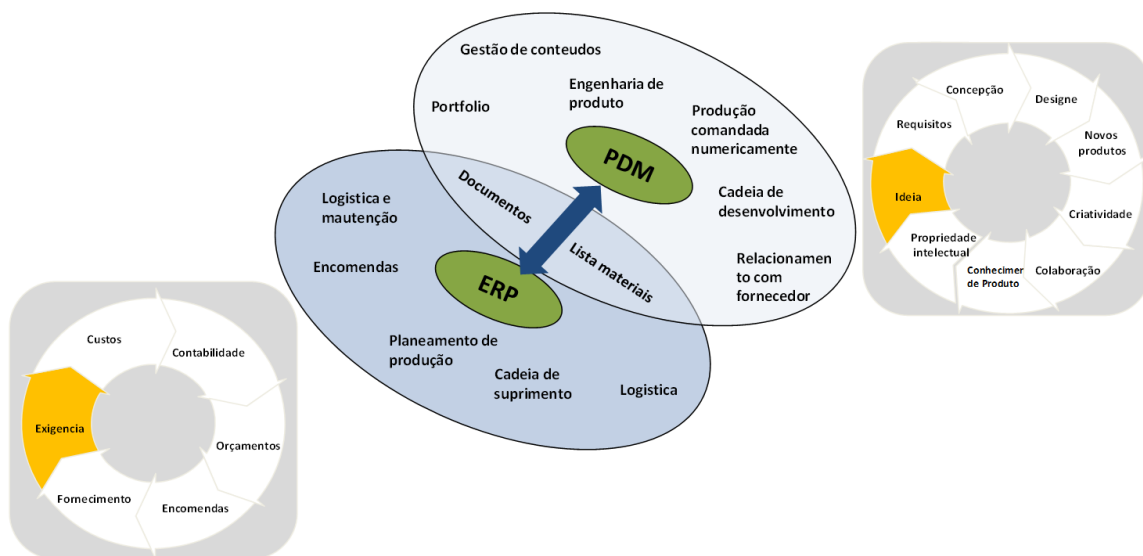 Gestão de conteudos
Engenharia de
produto
Portfolio
Produção
comandada
numericamente
PDM
Cadeia de
desenvolvimento
Relacionamen
to com
fornecedor
Documentos
Lista materiais
Logistica e
mautenção
Encomendas
ERP
Planeamento de
produção
Cadeia de
suprimento
Logistica
Concepção
Designe
Requisitos
Novos
produtos
Ideia
Criatividade
Propriedade
intelectual
Conhecimer
de Produto
Colaboração
Custos
Contabilidade
Exigencia
Orçamentos
Fornecimento
Encomendas